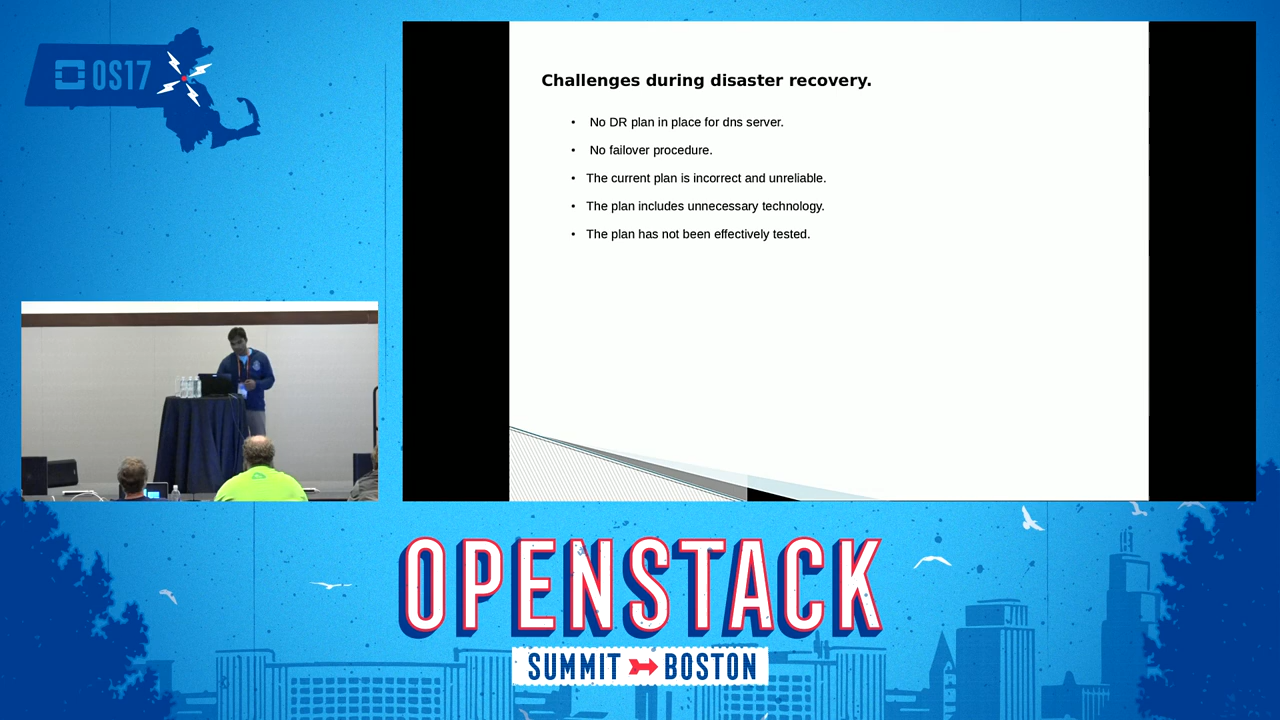 OS17
Challenges during disaster recovery.
• No DR plan in place for dns server.
• No failover procedure.
• The current plan is incorrect and unreliable.
• The plan includes unnecessary technology.
• The plan has not been effectively tested.
OPENSTACK
SUMMIT BOSTON